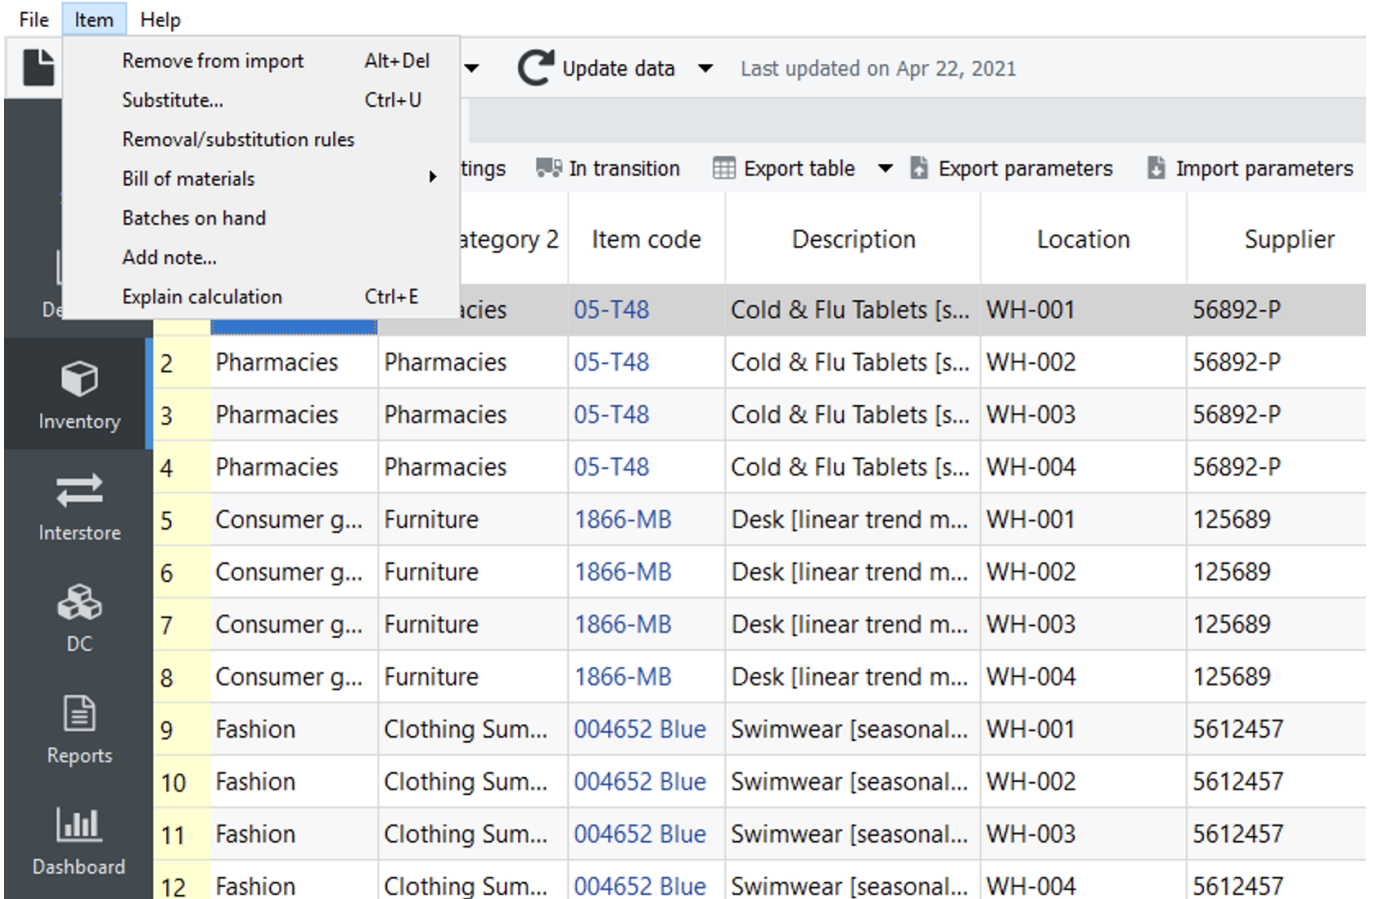 File Item Help
Remove from import Alt+Del
Substitute... Ctrl+U
Removal/substitution rules
Bill of materials
Batches on hand
Add note...
Explain calculation Ctrl+E
Update data Last updated on Apr 22, 2021
In transition Export table Export parameters Import parameters
Item code Description Location Supplier
05-T48 Cold & Flu Tablets [s... WH-001 56892-P
2 Pharmacies Pharmacies 05-T48 Cold & Flu Tablets [s... WH-002 56892-P
3 Pharmacies Pharmacies 05-T48 Cold & Flu Tablets [s... WH-003 56892-P
4 Pharmacies Pharmacies 05-T48 Cold & Flu Tablets [s... WH-004 56892-P
5 Consumer g... Furniture 1866-MB Desk [linear trend m... WH-001 125689
6 Consumer g... Furniture 1866-MB Desk [linear trend m... WH-002 125689
7 Consumer g... Furniture 1866-MB Desk [linear trend m... WH-003 125689
8 Consumer g... Furniture 1866-MB Desk [linear trend m... WH-004 125689
9 Fashion Clothing Sum... 004652 Blue Swimwear [seasonal... WH-001 5612457
10 Fashion Clothing Sum... 004652 Blue Swimwear [seasonal... WH-002 5612457
11 Fashion Clothing Sum... 004652 Blue Swimwear [seasonal... WH-003 5612457
12 Fashion Clothing Sum... 004652 Blue Swimwear [seasonal... WH-004 5612457
Inventory
Interstore
DC
Reports
Dashboard